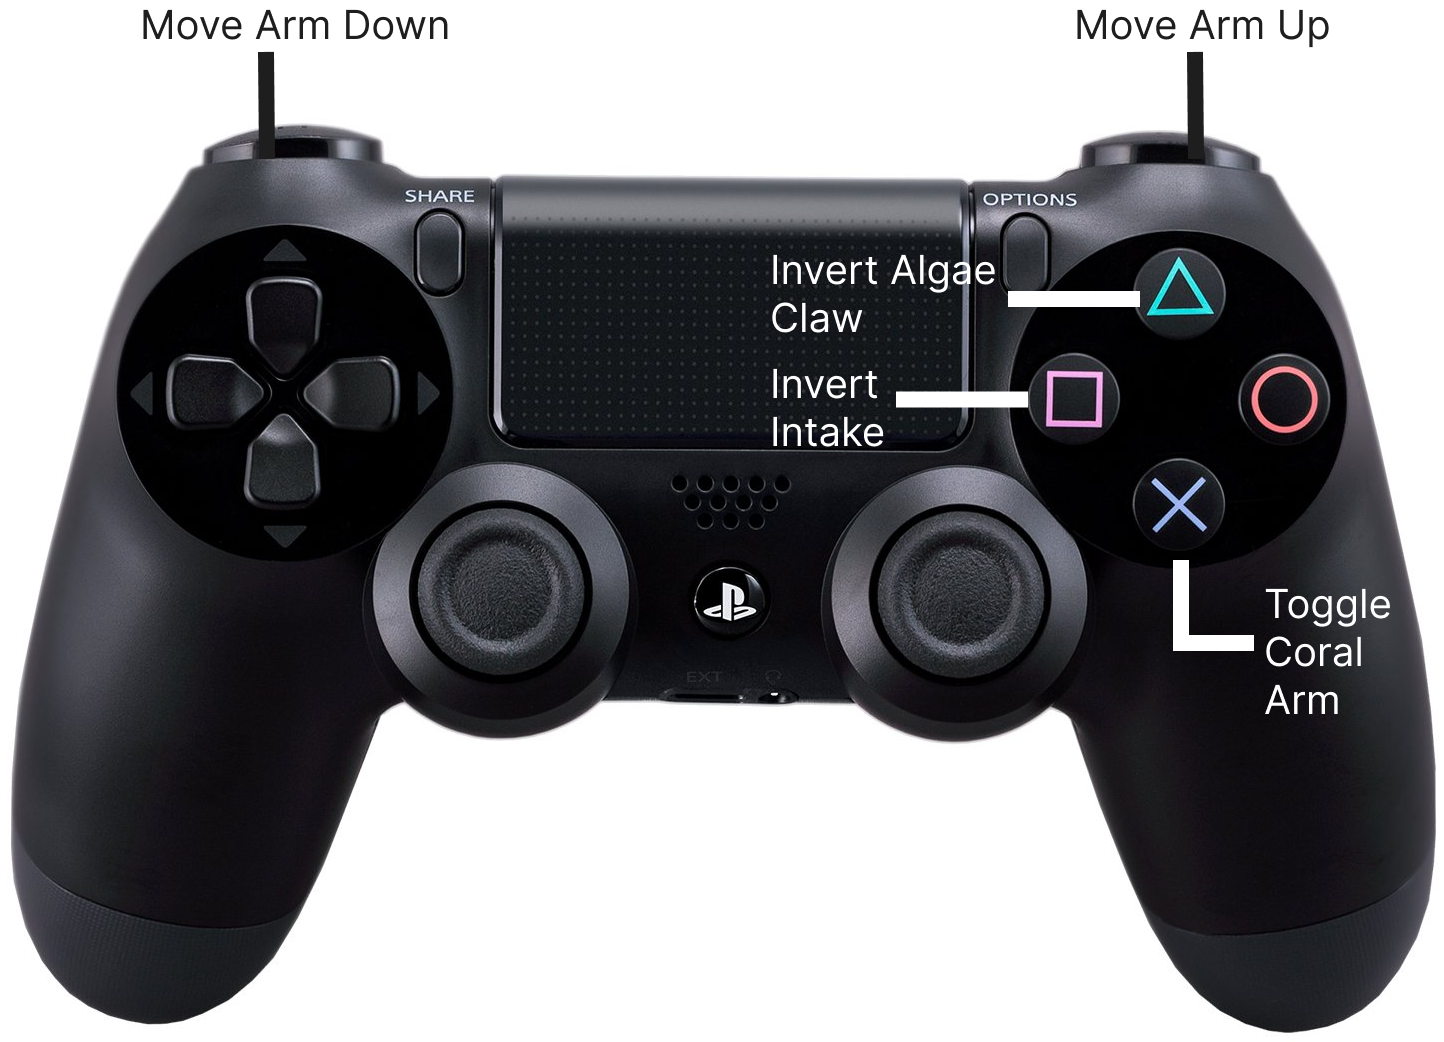 Move Arm Down
Move Arm Up
SHARE
OPTIONS
Invert Algae
Claw
Invert
Intake
EXT
Toggle
Coral
Arm